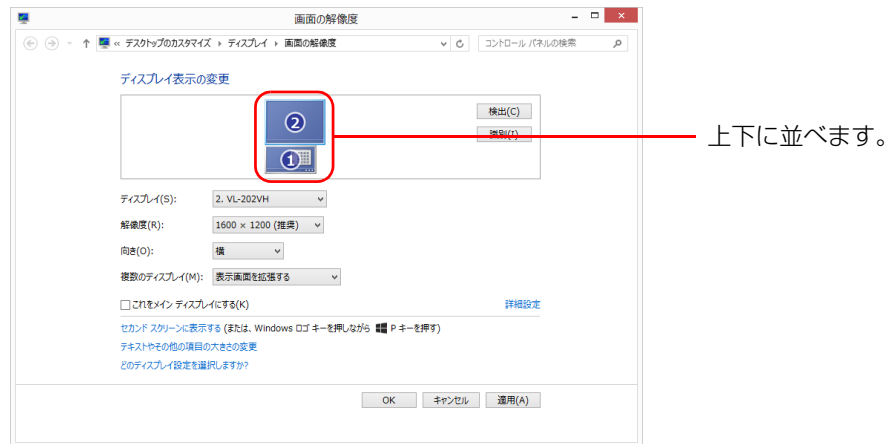 画面の解像度
« デスクトップのカスタマイズ ▸ ディスプレイ ▸ 画面の解像度
コントロール パネルの検索
ディスプレイ表示の変更
2
1
検出(C)
識別(I)
上下に並べます。
ディスプレイ(S): 2. VL-202VH
解像度(R): 1600 × 1200 (推奨)
向き(O): 横
複数のディスプレイ(M): 表示画面を拡張する
これをメイン ディスプレイにする(K)
詳細設定
セカンド スクリーンに表示する (または、Windows ロゴ キーを押しながら P キーを押す)
テキストやその他の項目の大きさの変更
どのディスプレイ設定を選択しますか?
OK キャンセル 適用(A)